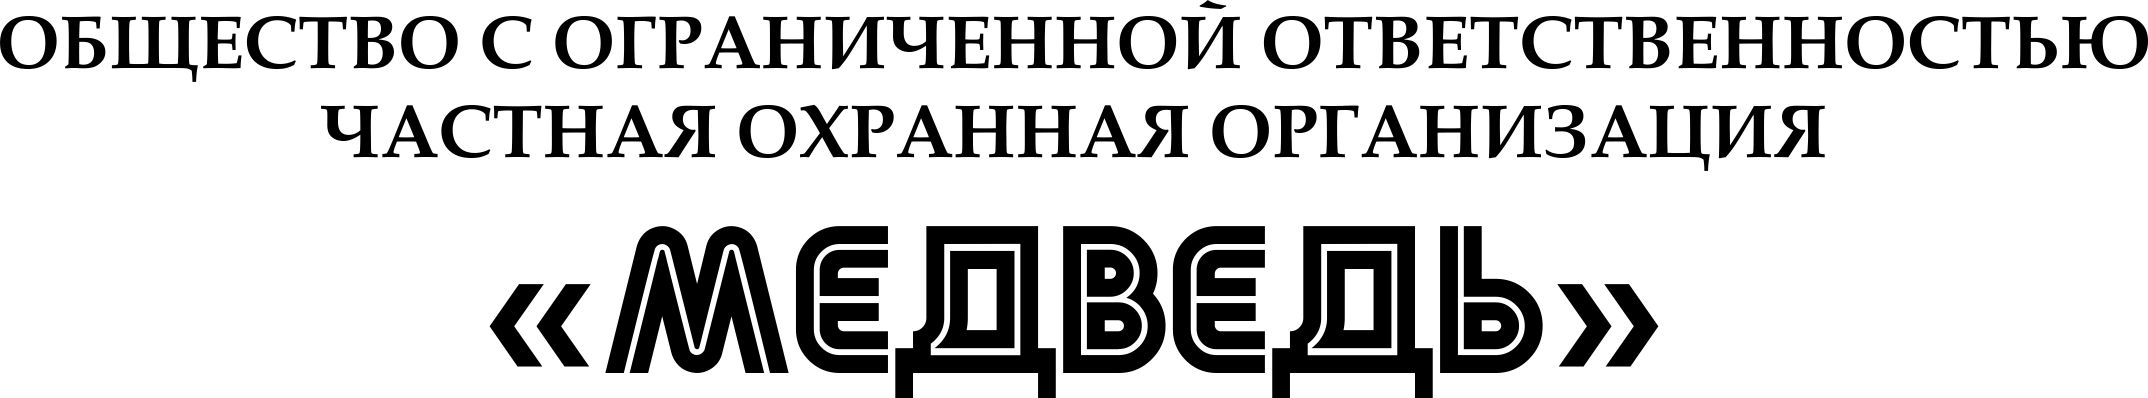 ОБЩЕСТВО С ОГРАНИЧЕННОЙ ОТВЕТСТВЕННОСТЬЮ
ЧАСТНАЯ ОХРАННАЯ ОРГАНИЗАЦИЯ
«МЕДВЕДЬ»